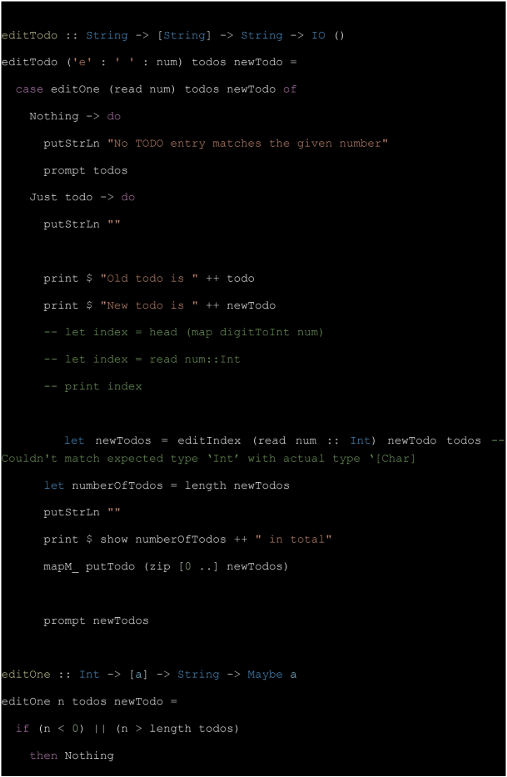 editTodo :: String -> [String] -> String -> IO ()
editTodo ('e' : ' ' : num) todos newTodo =
  case editOne (read num) todos newTodo of
    Nothing -> do
      putStrLn "No TODO entry matches the given number"
      prompt todos
    Just todo -> do
      putStrLn ""
      print $ "Old todo is " ++ todo
      print $ "New todo is " ++ newTodo
      -- let index = head (map digitToInt num)
      -- let index = read num::Int
      -- print index
         let newTodos = editIndex (read num :: Int) newTodo todos --
Couldn't match expected type ‘Int’ with actual type ‘[Char]
      let numberOfTodos = length newTodos
      putStrLn ""
      print $ show numberOfTodos ++ " in total"
      mapM_ putTodo (zip [0 ..] newTodos)
      prompt newTodos
editOne :: Int -> [a] -> String -> Maybe a
editOne n todos newTodo =
  if (n < 0) || (n > length todos)
    then Nothing